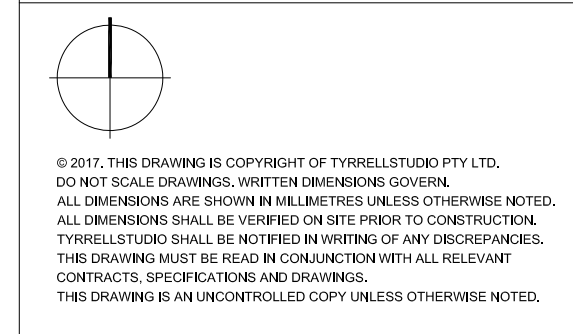 © 2017. THIS DRAWING IS COPYRIGHT OF TYRRELLSTUDIO PTY LTD.
DO NOT SCALE DRAWINGS. WRITTEN DIMENSIONS GOVERN.
ALL DIMENSIONS ARE SHOWN IN MILLIMETRES UNLESS OTHERWISE NOTED.
ALL DIMENSIONS SHALL BE VERIFIED ON SITE PRIOR TO CONSTRUCTION.
TYRRELLSTUDIO SHALL BE NOTIFIED IN WRITING OF ANY DISCREPANCIES.
THIS DRAWING MUST BE READ IN CONJUNCTION WITH ALL RELEVANT
CONTRACTS, SPECIFICATIONS AND DRAWINGS.
THIS DRAWING IS AN UNCONTROLLED COPY UNLESS OTHERWISE NOTED.